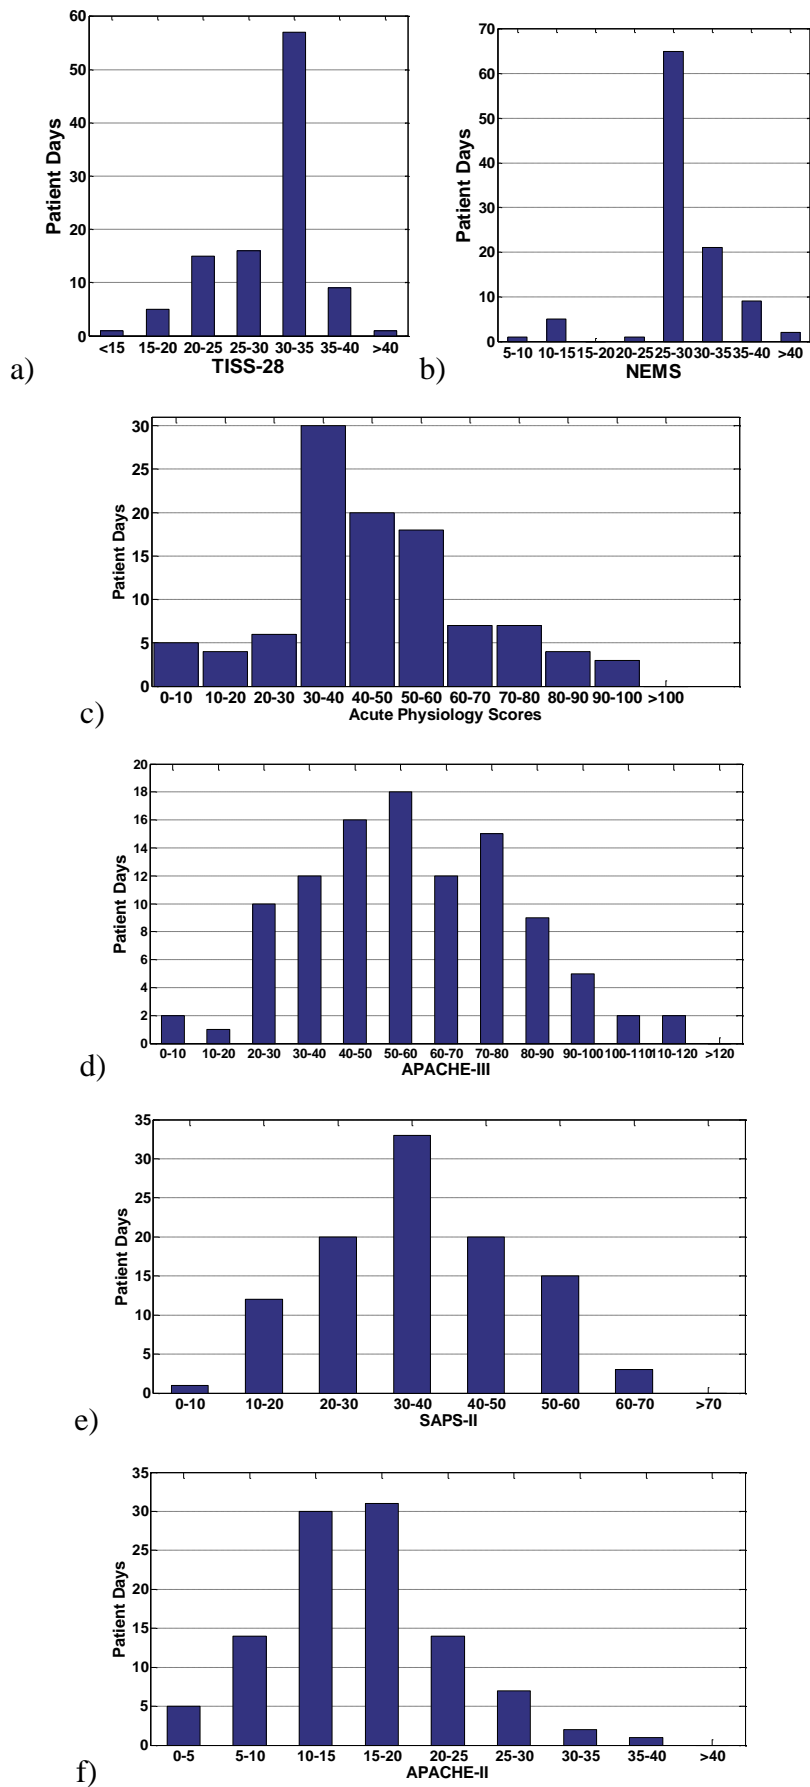 60
50
40
30
20
10
0
Patient Days
<15 15-20 20-25 25-30 30-35 35-40 >40
TISS-28
a)
70
60
50
40
30
20
10
0
Patient Days
5-10 10-15 15-20 20-25 25-30 30-35 35-40 >40
NEMS
b)
30
25
20
15
10
5
0
Patient Days
0-10 10-20 20-30 30-40 40-50 50-60 60-70 70-80 80-90 90-100 >100
Acute Physiology Scores
c)
20
18
16
14
12
10
8
6
4
2
0
Patient Days
0-10 10-20 20-30 30-40 40-50 50-60 60-70 70-80 80-90 90-100 100-110 110-120 >120
APACHE-III
d)
35
30
25
20
15
10
5
0
Patient Days
0-10 10-20 20-30 30-40 40-50 50-60 60-70 >70
SAPS-II
e)
35
30
25
20
15
10
5
0
Patient Days
0-5 5-10 10-15 15-20 20-25 25-30 30-35 35-40 >40
APACHE-II
f)